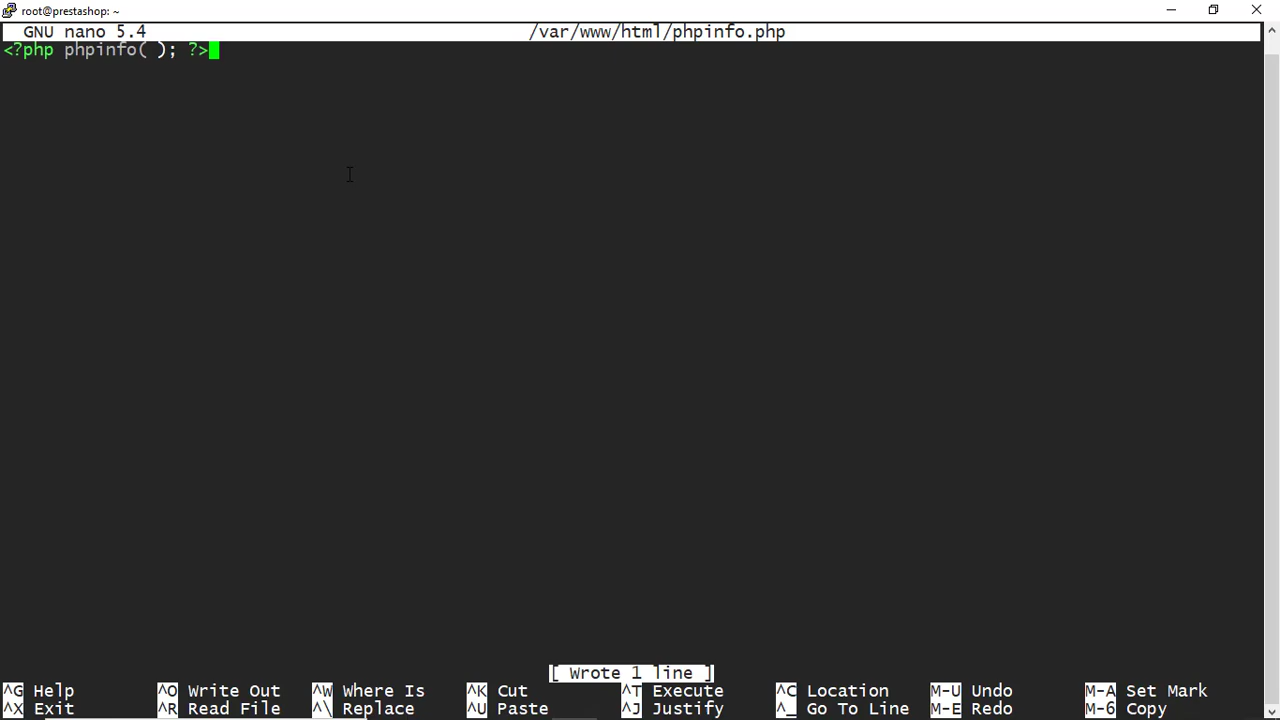 root@prestashop: ~
GNU nano 5.4 /var/www/html/phpinfo.php
<?php phpinfo( ); ?>
[ Wrote 1 line ]
^G Help ^O Write Out ^W Where Is ^K Cut ^T Execute ^C Location M-U Undo M-A Set Mark
^X Exit ^R Read File ^\ Replace ^U Paste ^J Justify ^_ Go To Line M-E Redo M-6 Copy